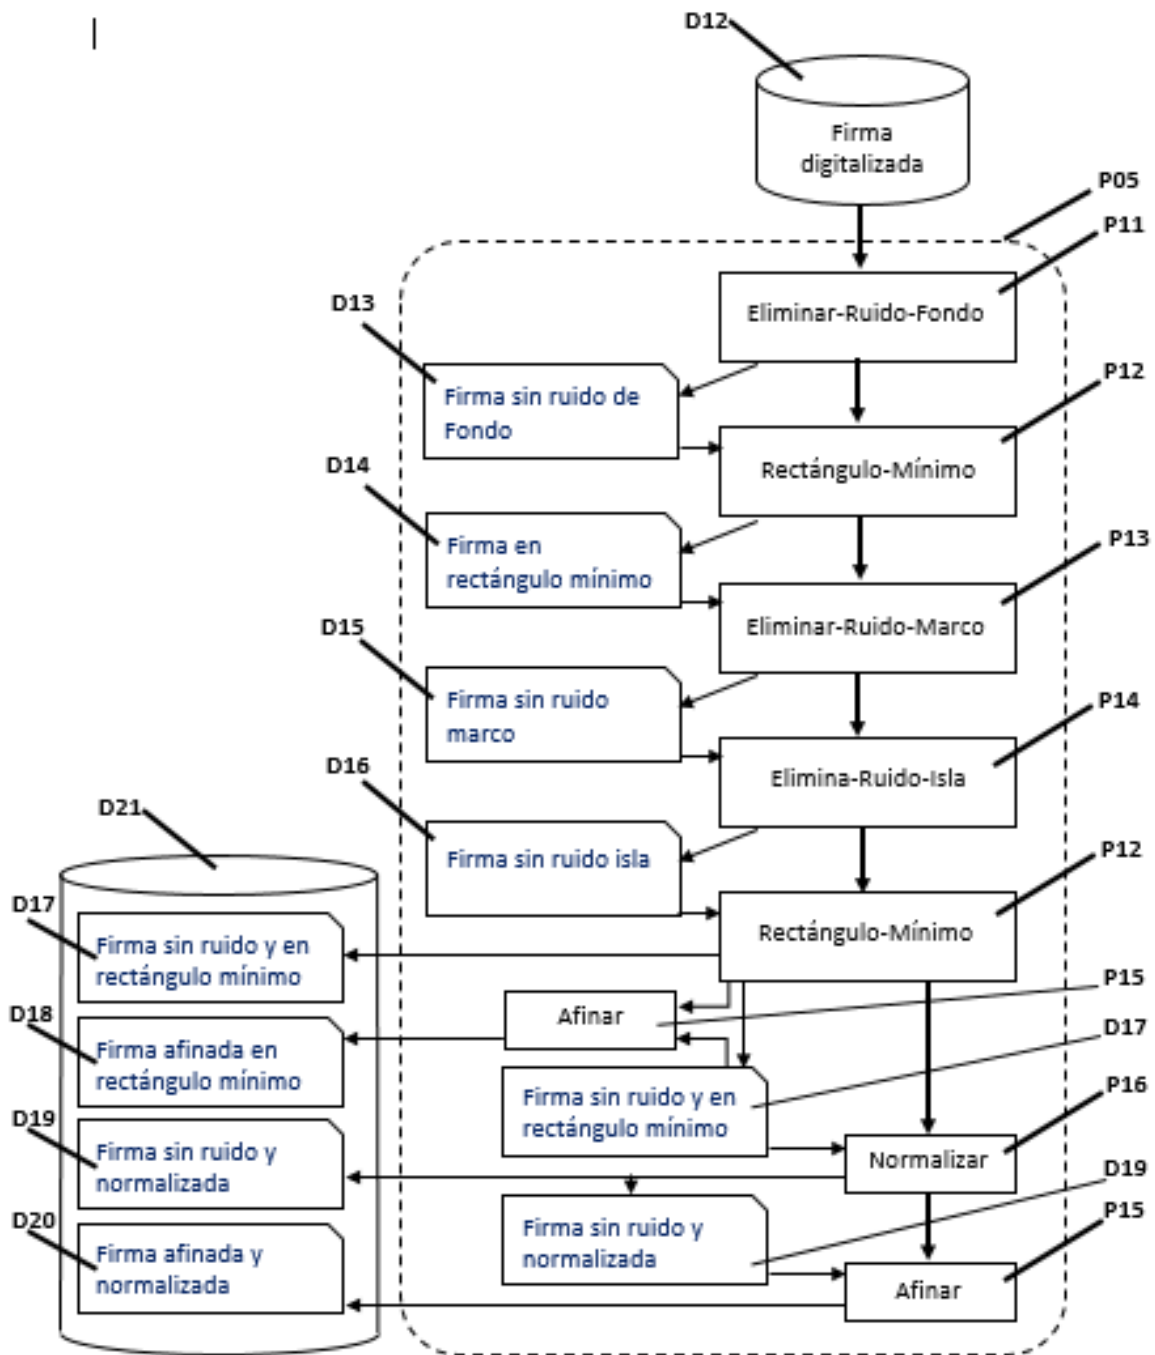 D12
Firma
digitalizada
P05
P11
Eliminar-Ruido-Fondo
D13
Firma sin ruido de
Fondo
P12
Rectángulo-Mínimo
D14
Firma en
rectángulo mínimo
P13
Eliminar-Ruido-Marco
D15
Firma sin ruido
marco
P14
Elimina-Ruido-Isla
D16
Firma sin ruido isla
P12
Rectángulo-Mínimo
D21
D17
Firma sin ruido y en
rectángulo mínimo
P15
Afinar
D18
Firma afinada en
rectángulo mínimo
D17
Firma sin ruido y en
rectángulo mínimo
P16
Normalizar
D19
Firma sin ruido y
normalizada
D19
Firma sin ruido y
normalizada
P15
Afinar
D20
Firma afinada y
normalizada